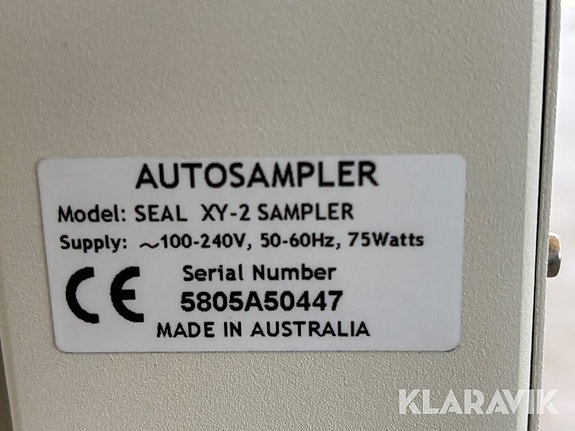 AUTOSAMPLER
Model: SEAL XY-2 SAMPLER
Supply: ~100-240V, 50-60Hz, 75Watts
Serial Number
CE 5805A50447
MADE IN AUSTRALIA
KLARAVIK